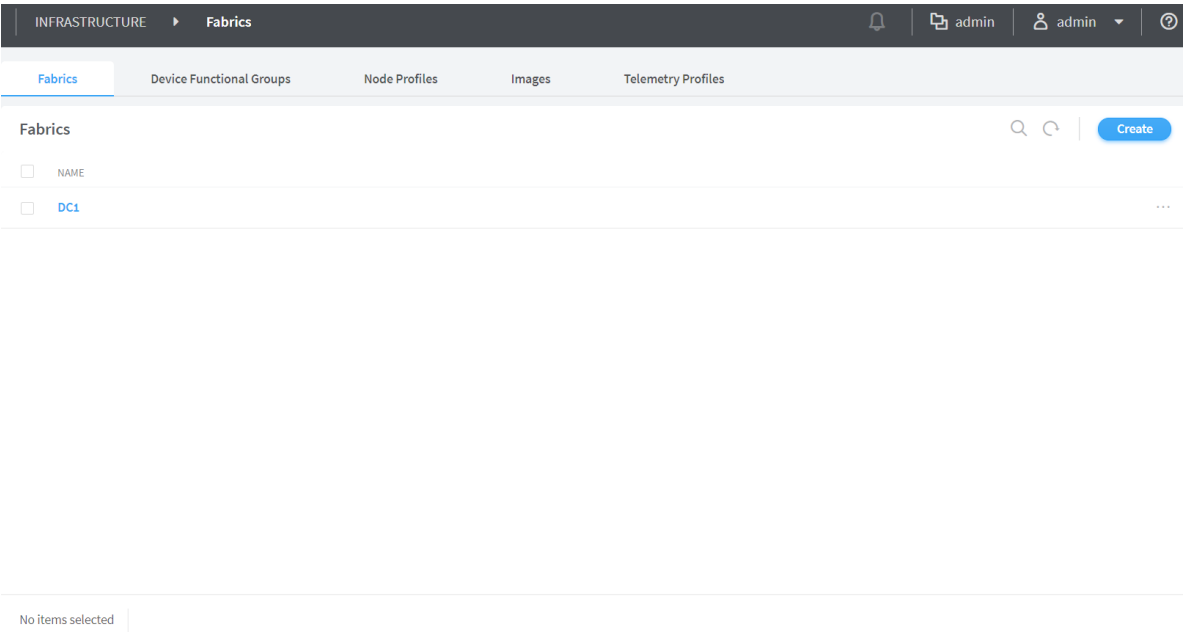 INFRASTRUCTURE Fabrics admin admin
Fabrics Device Functional Groups Node Profiles Images Telemetry Profiles
Fabrics Create
NAME
DC1
No items selected